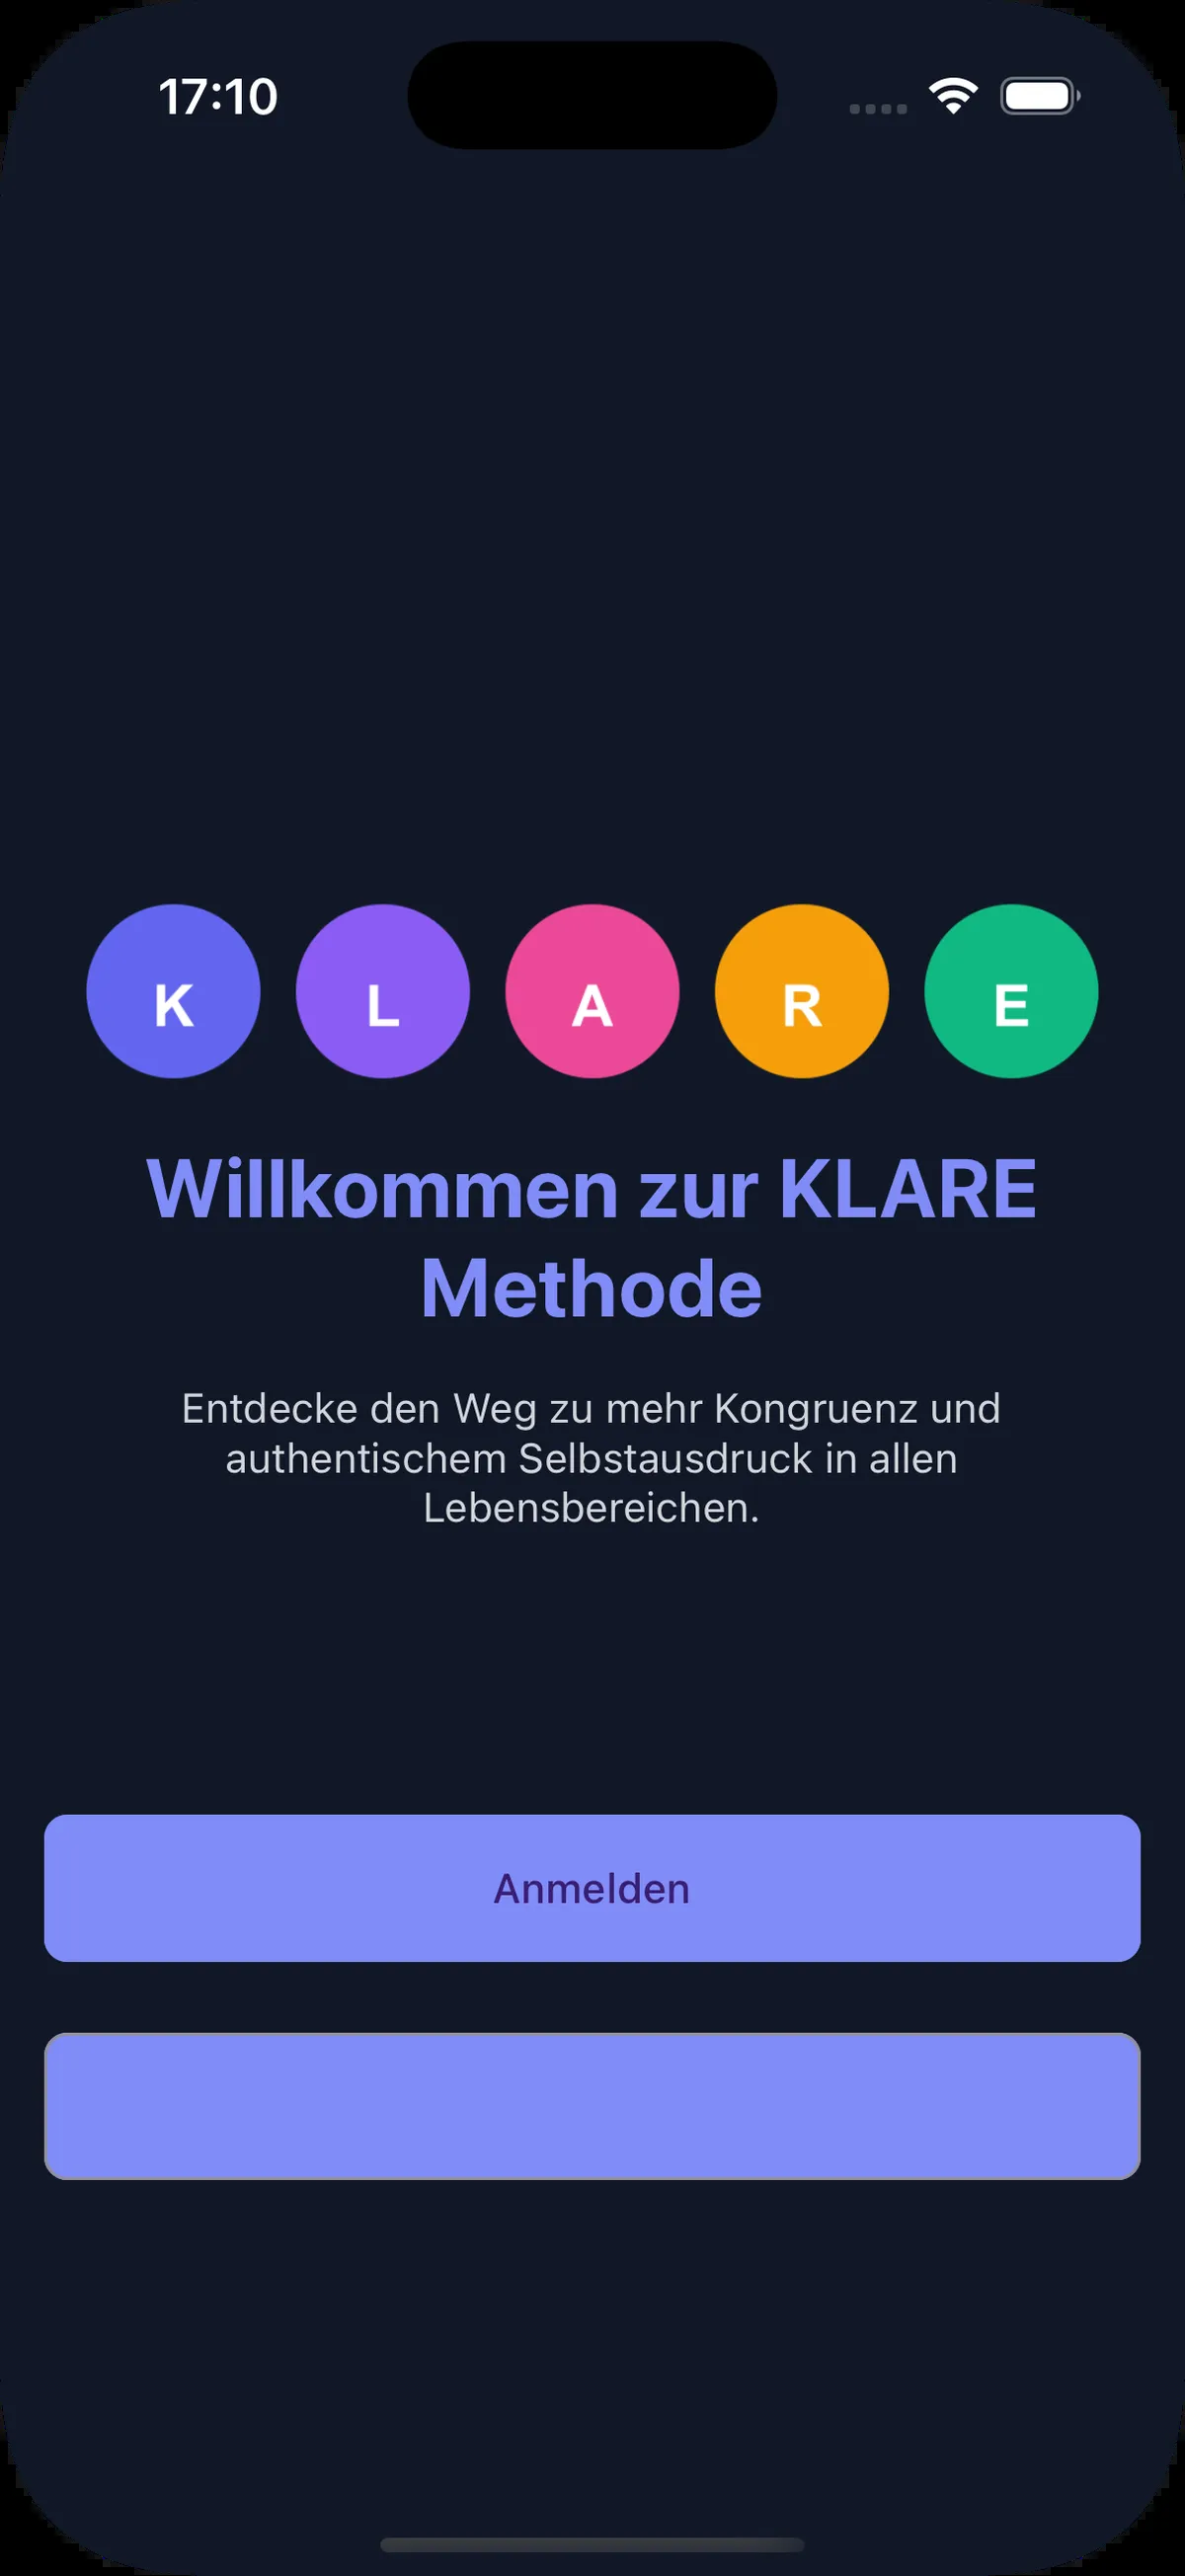 17:10
K L A R E
Willkommen zur KLARE
Methode
Entdecke den Weg zu mehr Kongruenz und
authentischem Selbstausdruck in allen
Lebensbereichen.
Anmelden